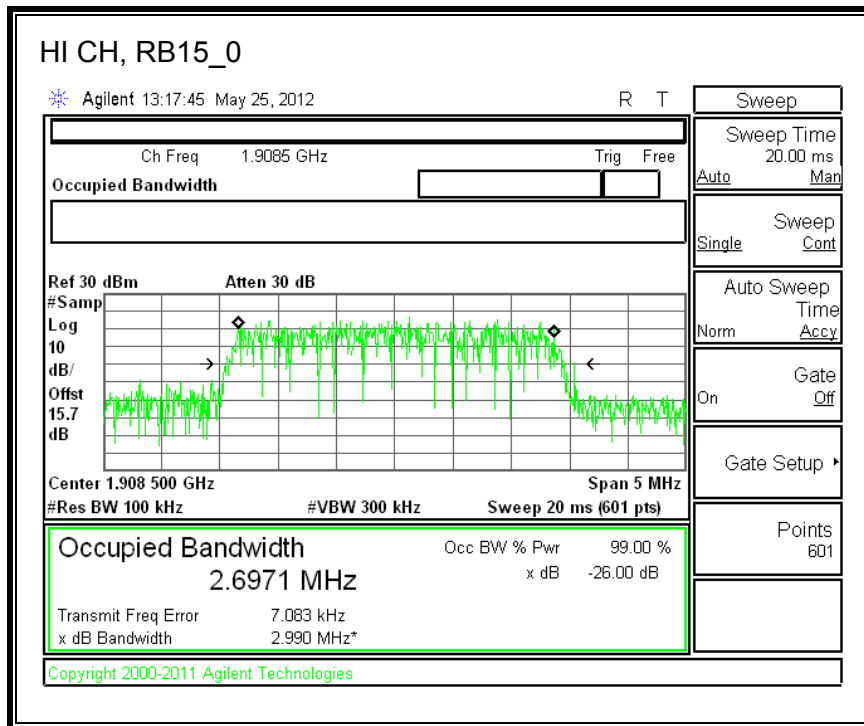 HI CH, RB15_0
Agilent 13:17:45 May 25, 2012 R T
Ch Freq 1.9085 GHz Trig Free
Occupied Bandwidth
Ref 30 dBm Atten 30 dB
#Samp
Log
10
dB/
Offst
15.7
dB
Center 1.908 500 GHz Span 5 MHz
#Res BW 100 kHz #VBW 300 kHz Sweep 20 ms (601 pts)
Occupied Bandwidth Occ BW % Pwr 99.00 %
2.6971 MHz x dB -26.00 dB
Transmit Freq Error 7.083 kHz
x dB Bandwidth 2.990 MHz*
Copyright 2000-2011 Agilent Technologies
Sweep
Sweep Time
20.00 ms
Auto Man
Sweep
Single Cont
Auto Sweep
Time
Norm Accy
Gate
On Off
Gate Setup
Points
601